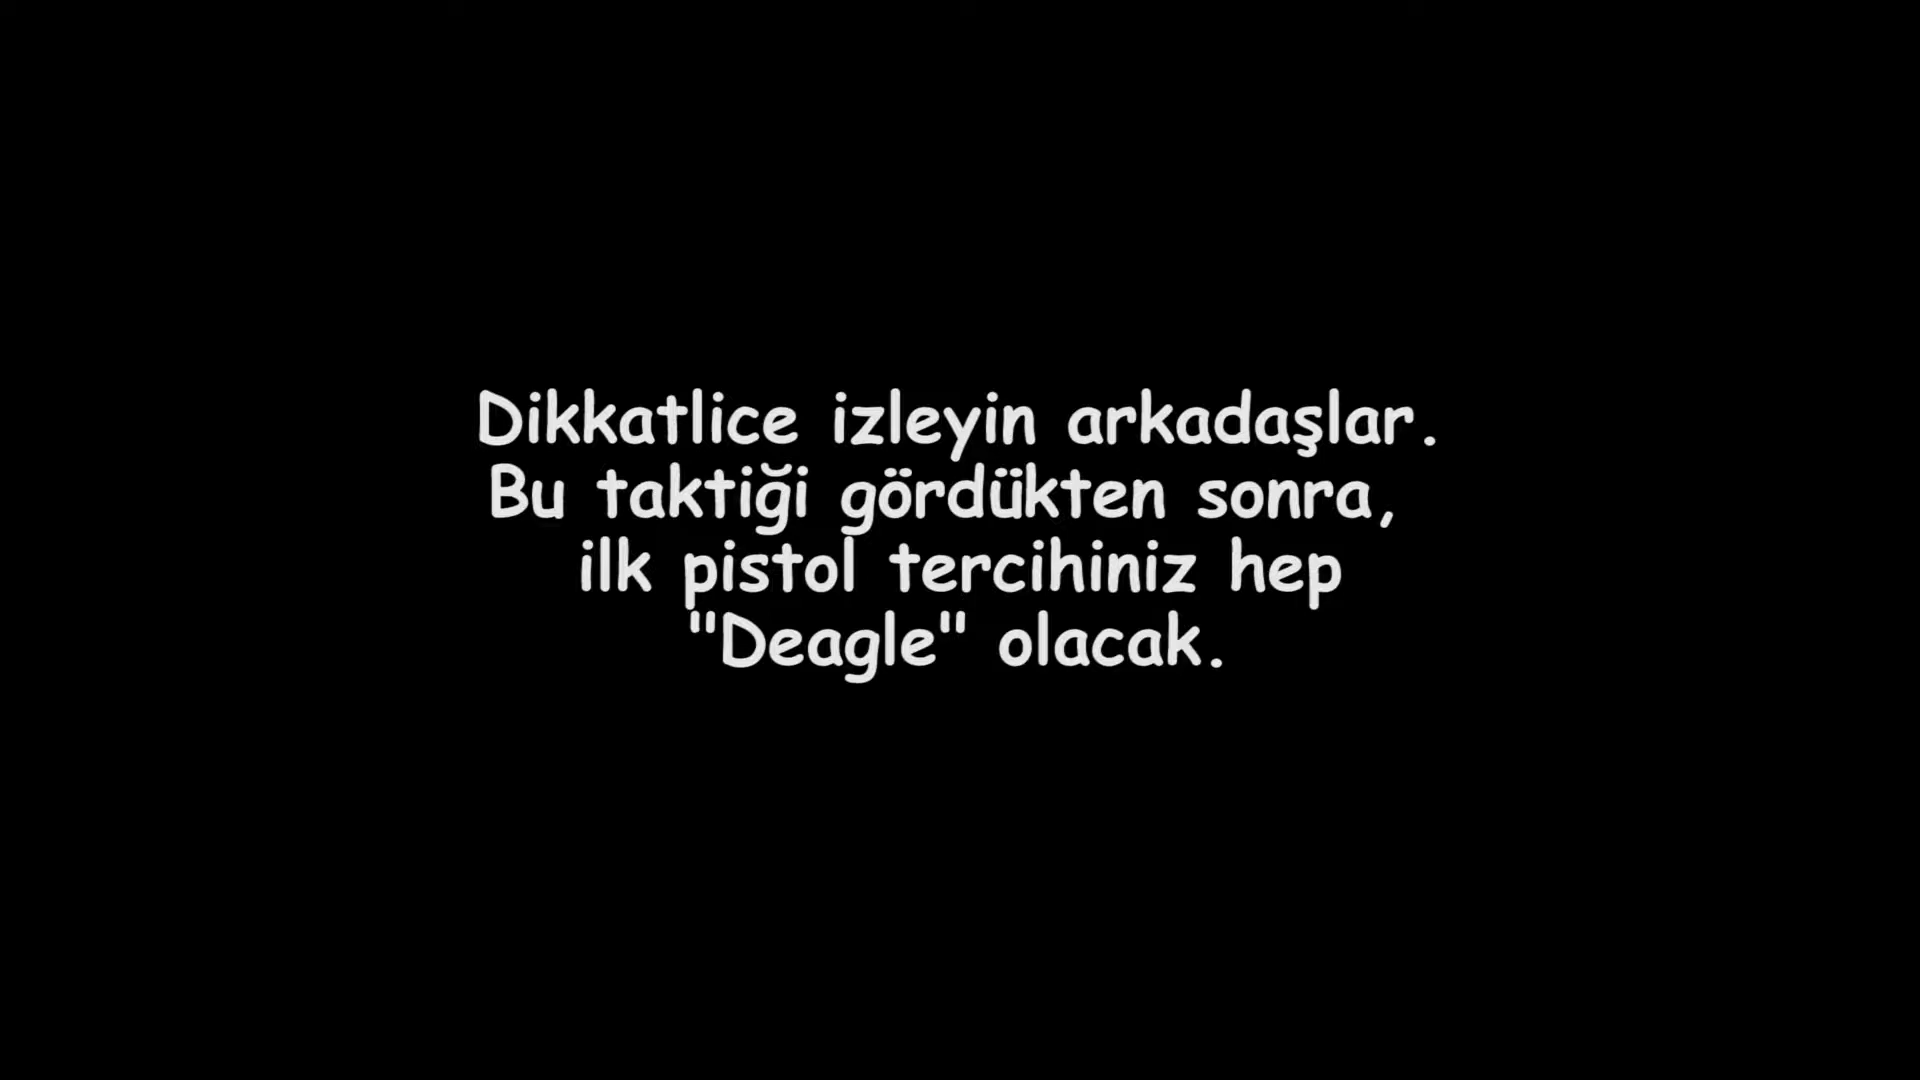 Dikkatlice izleyin arkadaşlar.
Bu taktiği gördükten sonra,
ilk pistol tercihiniz hep
"Deagle" olacak.